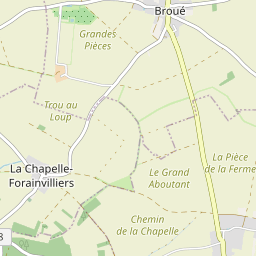 Broué
Grandes
Pièces
Trou au
Loup
La Chapelle-
Forainvilliers
La Pièce
de la Ferme
Le Grand
Aboutant
Chemin
de la Chapelle
8